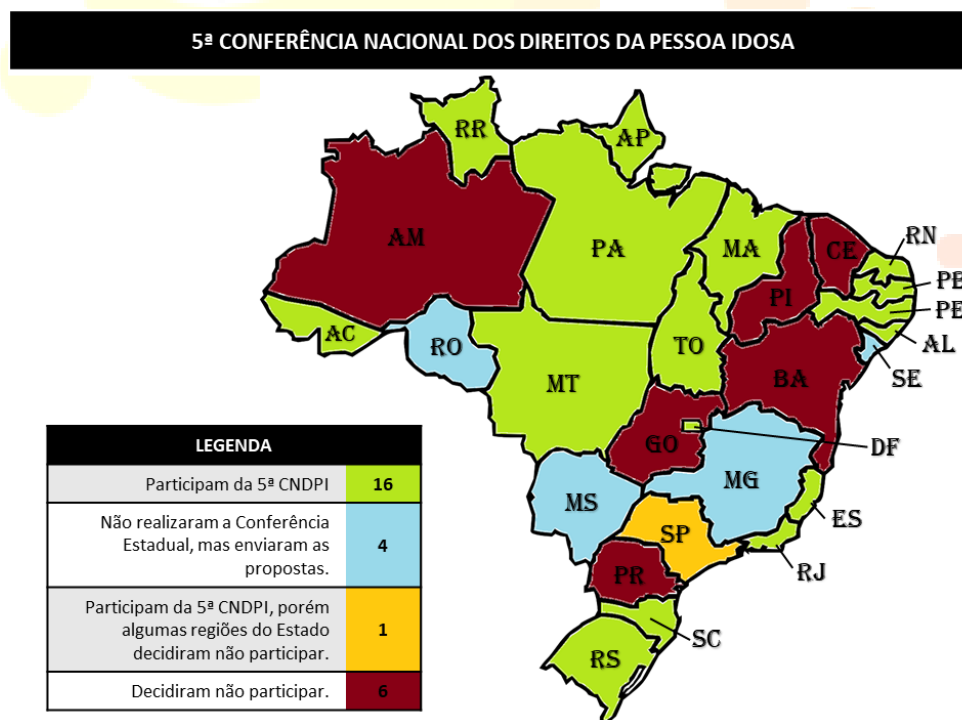 5ª CONFERÊNCIA NACIONAL DOS DIREITOS DA PESSOA IDOSA
RR
AP
AM
PA
MA
CE
RN
PI
PE
PE
AC
RO
TO
AL
SE
MT
BA
GO
DF
MS
MG
ES
SP
RJ
PR
SC
RS
LEGENDA
Participam da 5ª CNDPI 16
Não realizaram a Conferência
Estadual, mas enviaram as
propostas.
4
Participam da 5ª CNDPI, porém
algumas regiões do Estado
decidiram não participar.
1
Decidiram não participar. 6